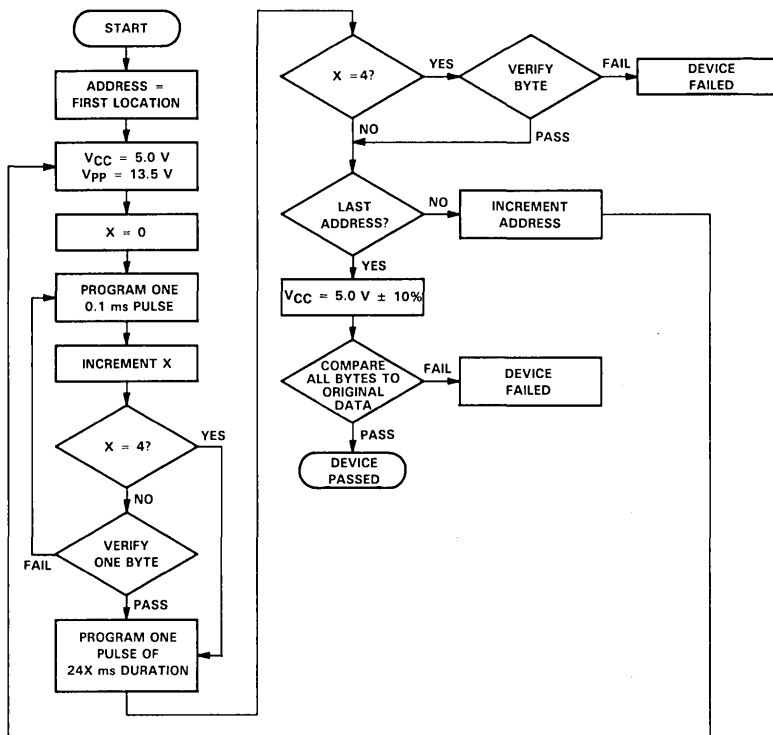 START
ADDRESS =
FIRST LOCATION
VCC = 5.0 V
VPP = 13.5 V
X = 0
PROGRAM ONE
0.1 ms PULSE
INCREMENT X
X = 4?
YES
NO
VERIFY
ONE BYTE
FAIL
PASS
PROGRAM ONE
PULSE OF
24X ms DURATION
X = 4?
YES
NO
VERIFY
BYTE
FAIL
PASS
DEVICE
FAILED
LAST
ADDRESS?
NO
INCREMENT
ADDRESS
YES
VCC = 5.0 V ± 10%
COMPARE
ALL BYTES TO
ORIGINAL
DATA
FAIL
DEVICE
FAILED
PASS
DEVICE
PASSED